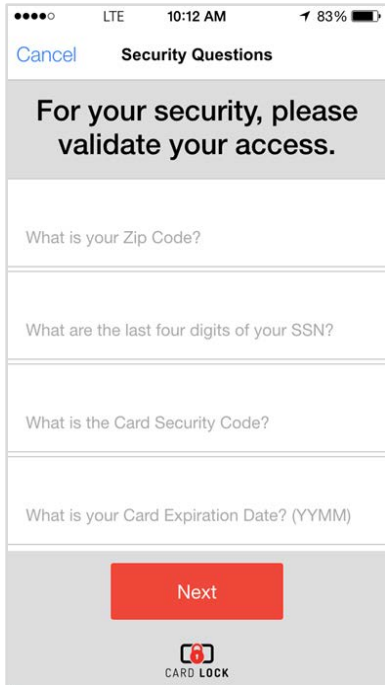 LTE 10:12 AM 83%
Cancel Security Questions
For your security, please
validate your access.
What is your Zip Code?
What are the last four digits of your SSN?
What is the Card Security Code?
What is your Card Expiration Date? (YYMM)
Next
CARD LOCK